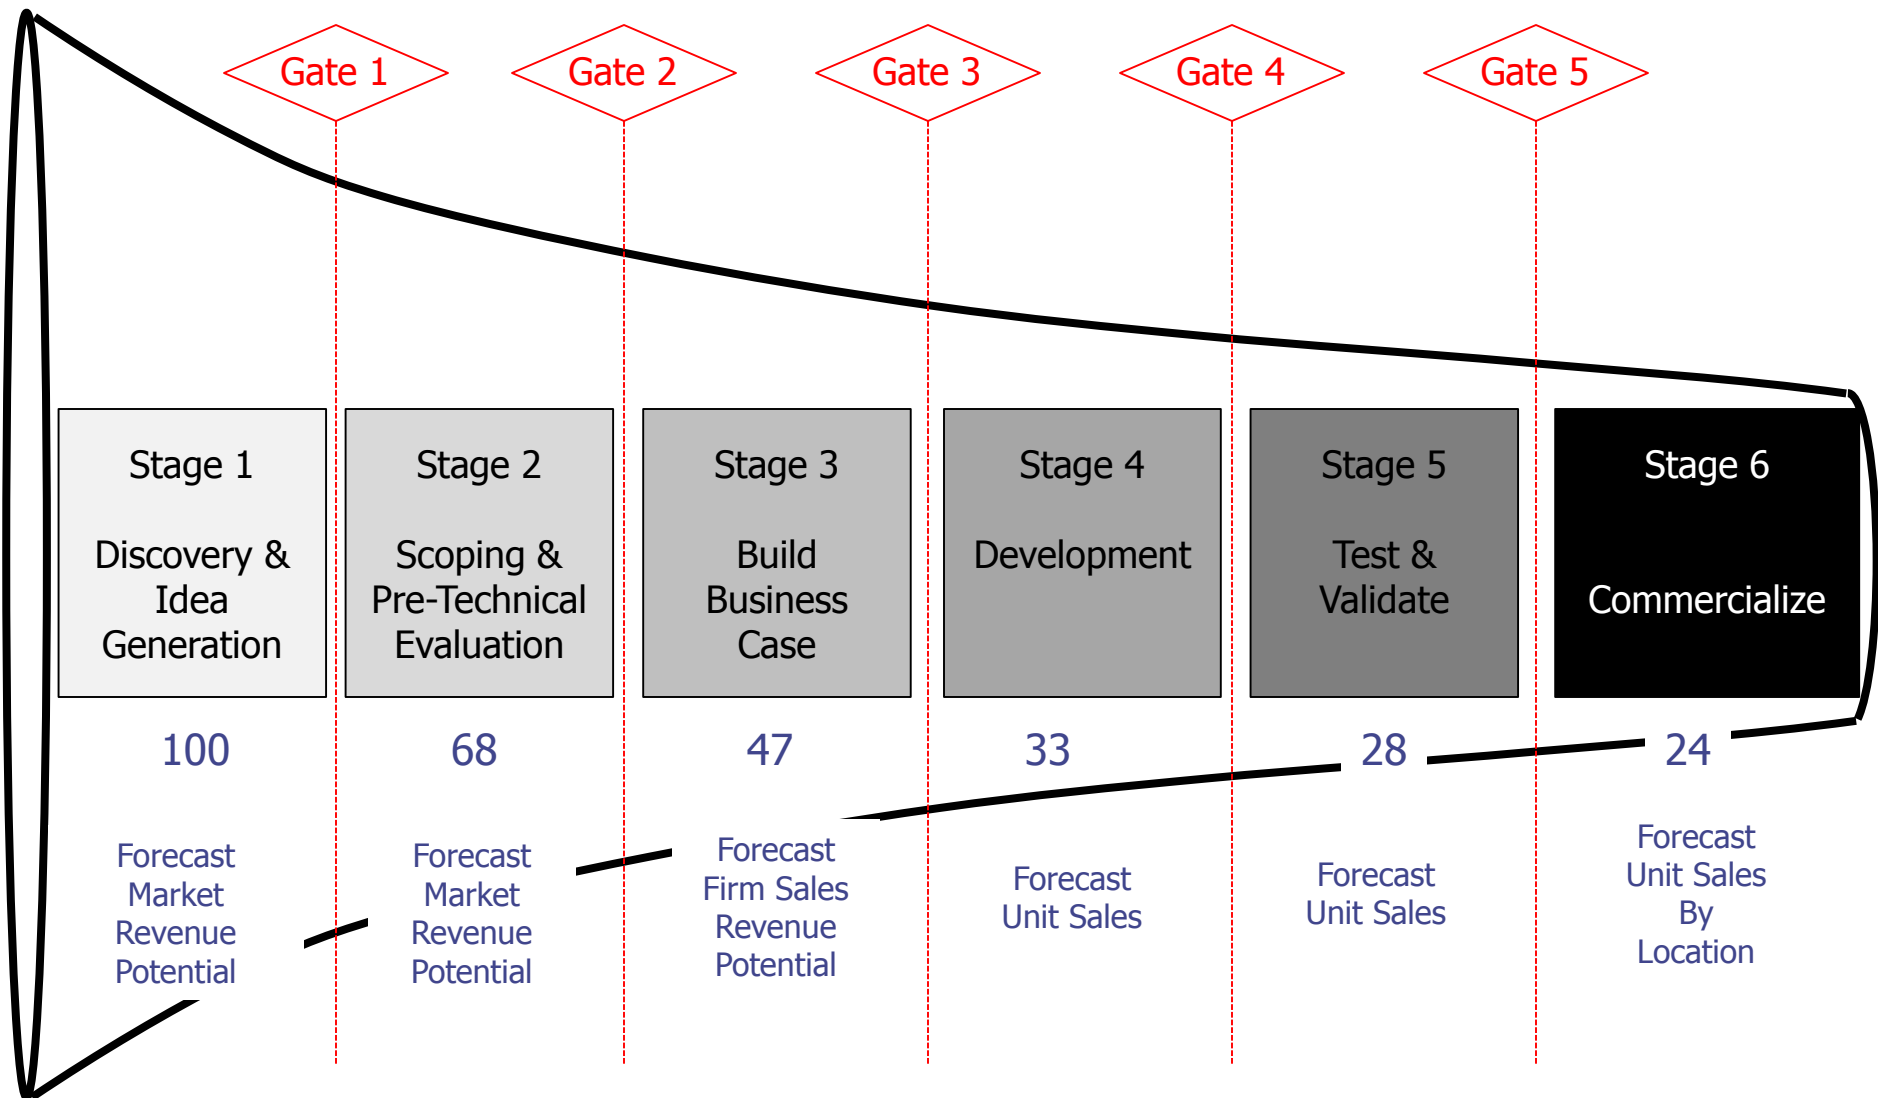 Gate 1
Gate 2
Gate 3
Gate 4
Gate 5
Stage 1
Discovery &
Idea
Generation
Stage 2
Scoping &
Pre-Technical
Evaluation
Stage 3
Build
Business
Case
Stage 4
Development
Stage 5
Test &
Validate
Stage 6
Commercialize
100
68
47
33
28
24
Forecast
Market
Revenue
Potential
Forecast
Market
Revenue
Potential
Forecast
Firm Sales
Revenue
Potential
Forecast
Unit Sales
Forecast
Unit Sales
Forecast
Unit Sales
By
Location